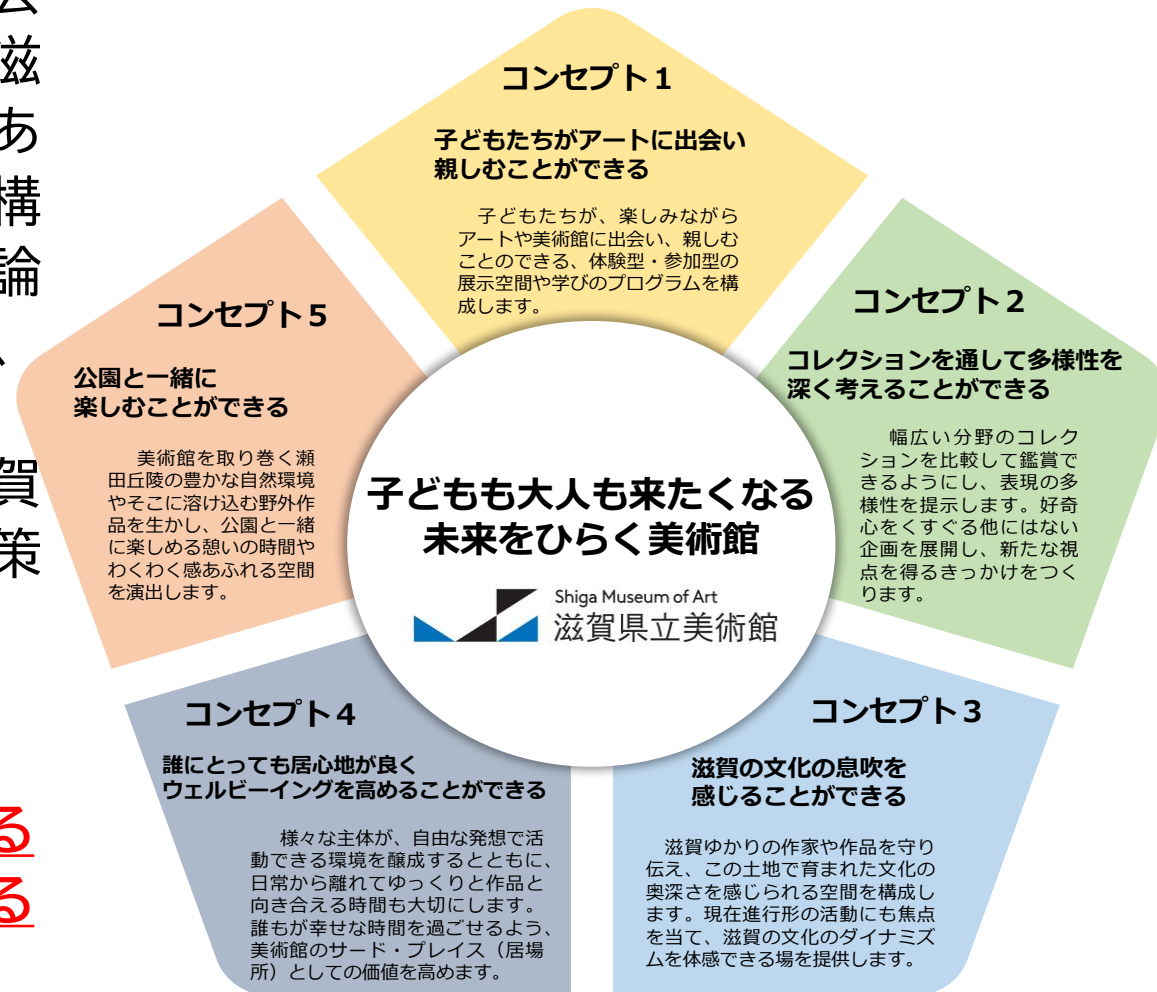 会
滋
あ
構
論
、
賀
策
る
る
コンセプト１
子どもたちがアートに出会い
親しむことができる
子どもたちが、楽しみながら
アートや美術館に出会い、親しむ
ことのできる、体験型・参加型の
展示空間や学びのプログラムを構
成します。
コンセプト２
コレクションを通して多様性を
深く考えることができる
幅広い分野のコレク
ションを比較して鑑賞で
きるようにし、表現の多
様性を提示します。好奇
心をくすぐる他にはない
企画を展開し、新たな視
点を得るきっかけをつく
ります。
コンセプト３
滋賀の文化の息吹を
感じることができる
滋賀ゆかりの作家や作品を守り
伝え、この土地で育まれた文化の
奥深さを感じられる空間を構成し
ます。現在進行形の活動にも焦点
を当て、滋賀の文化のダイナミズ
ムを体感できる場を提供します。
コンセプト４
誰にとっても居心地が良く
ウェルビーイングを高めることができる
様々な主体が、自由な発想で活
動できる環境を醸成するとともに、
日常から離れてゆっくりと作品と
向き合える時間も大切にします。
誰もが幸せな時間を過ごせるよう、
美術館のサード・プレイス（居場
所）としての価値を高めます。
コンセプト５
公園と一緒に
楽しむことができる
美術館を取り巻く瀬
田丘陵の豊かな自然環境
やそこに溶け込む野外作
品を生かし、公園と一緒
に楽しめる憩いの時間や
わくわく感あふれる空間
を演出します。
子どもも大人も来たくなる
未来をひらく美術館
Shiga Museum of Art
滋賀県立美術館